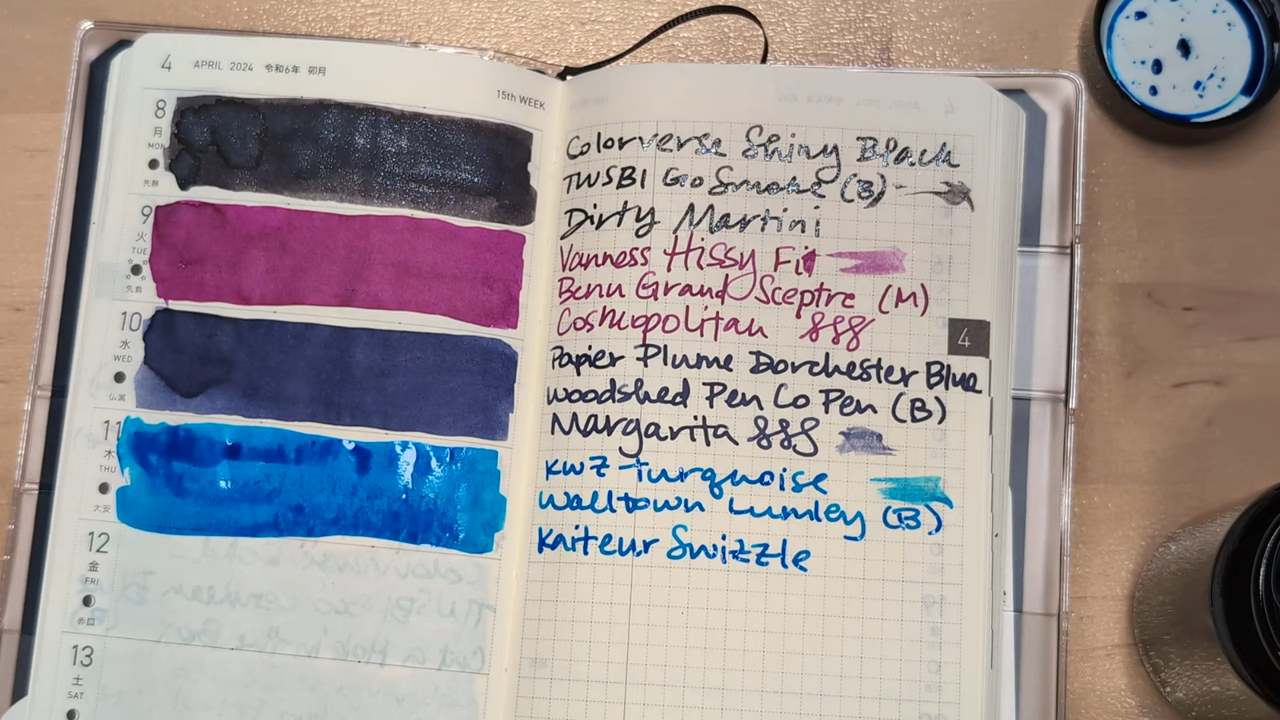 4 APRIL 2024 令和6年 卯月
15th WEEK
8
月
MON
先勝
9
火
TUE
先負
10
水
WED
仏滅
11
木
THU
大安
12
金
FRI
赤口
13
土
SAT
Colorverse Shiny Black
TWSBI Go Smoke (B)
Dirty Martini
Vanness Hissy Fit
Benu Grand Sceptre (M)
Cosmopolitan
Papier Plume Dorchester Blue
Woodshed Pen Co Pen (B)
Margarita
KWZ Turquoise
Walltown Lumley (B)
Kaiteur Swizzle
4